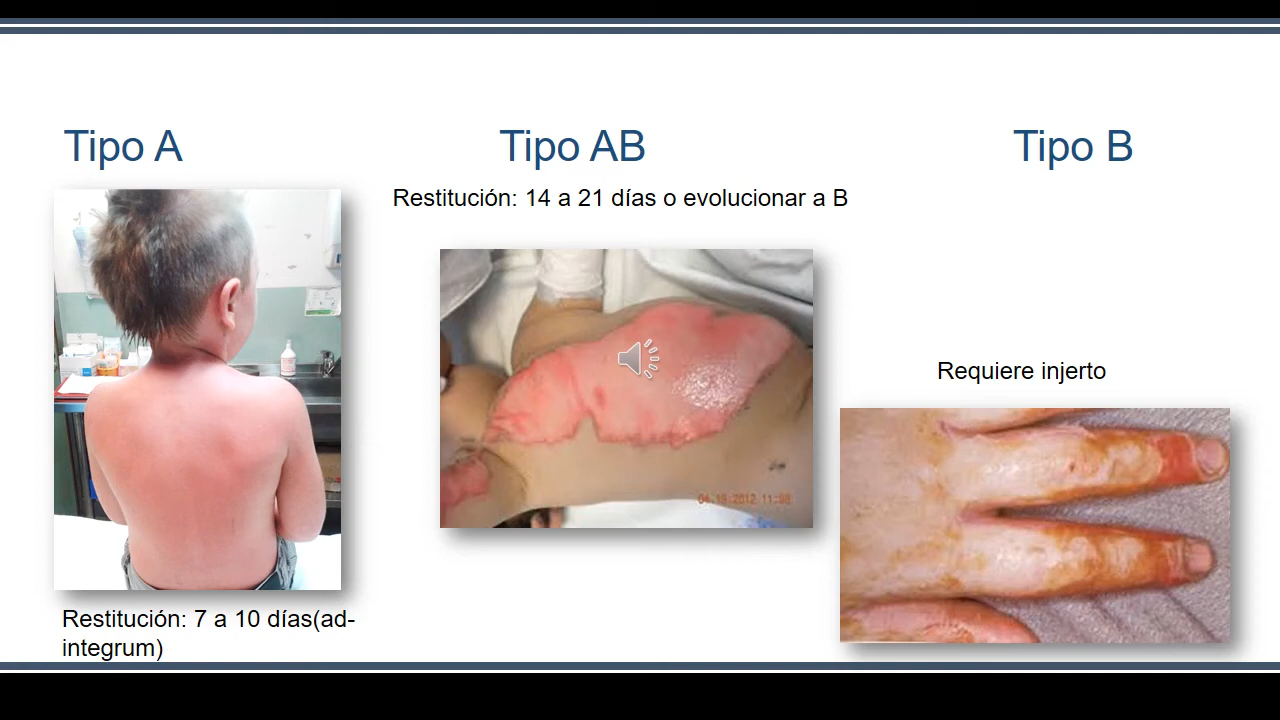 Tipo A
Tipo AB
Tipo B
Restitución: 14 a 21 días o evolucionar a B
Requiere injerto
Restitución: 7 a 10 días(ad-
integrum)